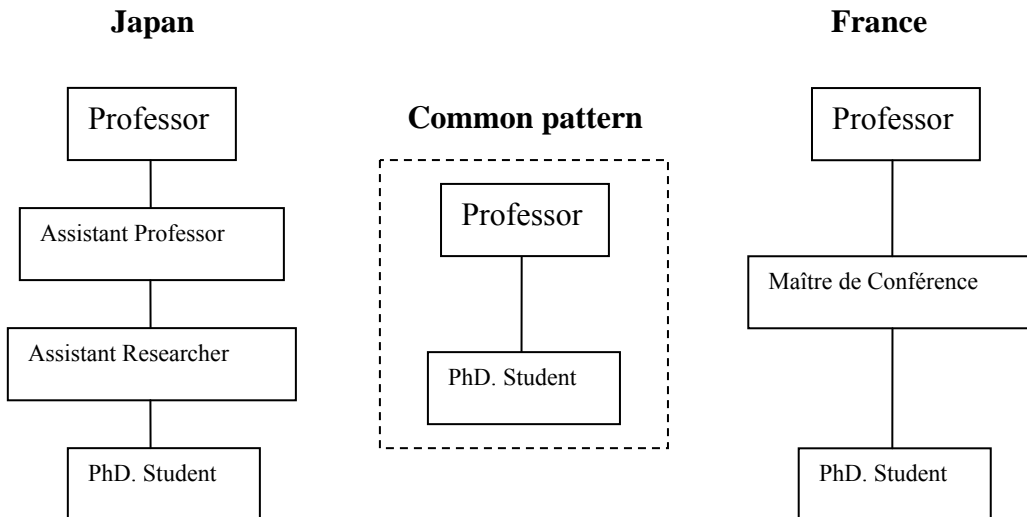 Japan
Professor
Assistant Professor
Assistant Researcher
PhD. Student
Common pattern
Professor
PhD. Student
France
Professor
Maître de Conférence
PhD. Student